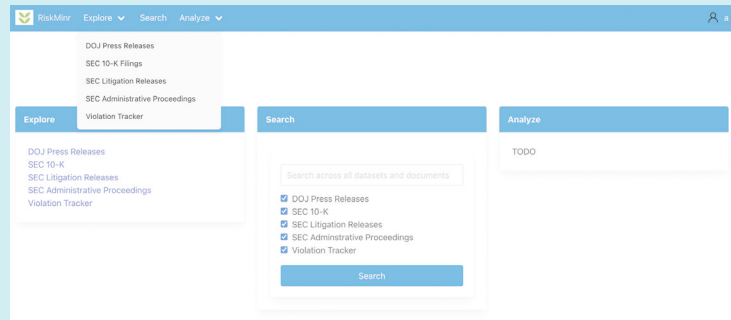 RiskMinr Explore Search Analyze a
DOJ Press Releases
SEC 10-K Filings
SEC Litigation Releases
SEC Administrative Proceedings
Violation Tracker
Explore
DOJ Press Releases
SEC 10-K
SEC Litigation Releases
SEC Administrative Proceedings
Violation Tracker
Search
Search across all datasets and documents
DOJ Press Releases
SEC 10-K
SEC Litigation Releases
SEC Adminstrative Proceedings
Violation Tracker
Search
Analyze
TODO